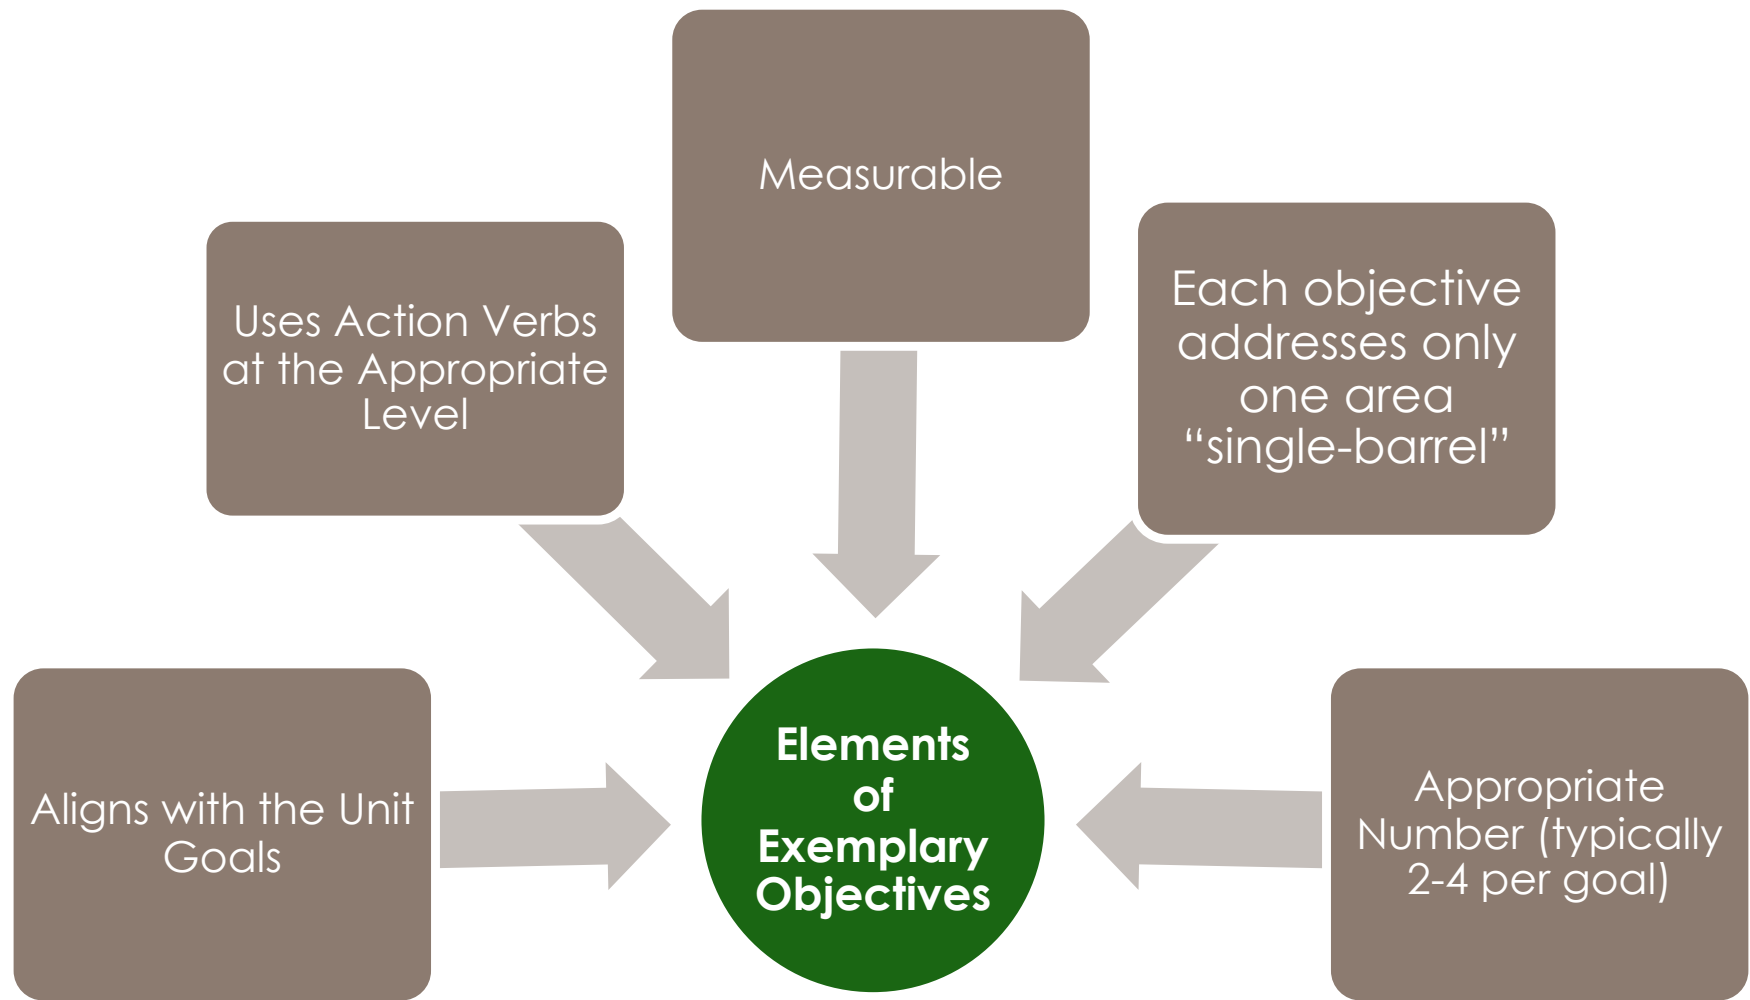 Measurable
Uses Action Verbs
at the Appropriate
Level
Each objective
addresses only
one area
“single-barrel”
Aligns with the Unit
Goals
Elements
of
Exemplary
Objectives
Appropriate
Number (typically
2-4 per goal)